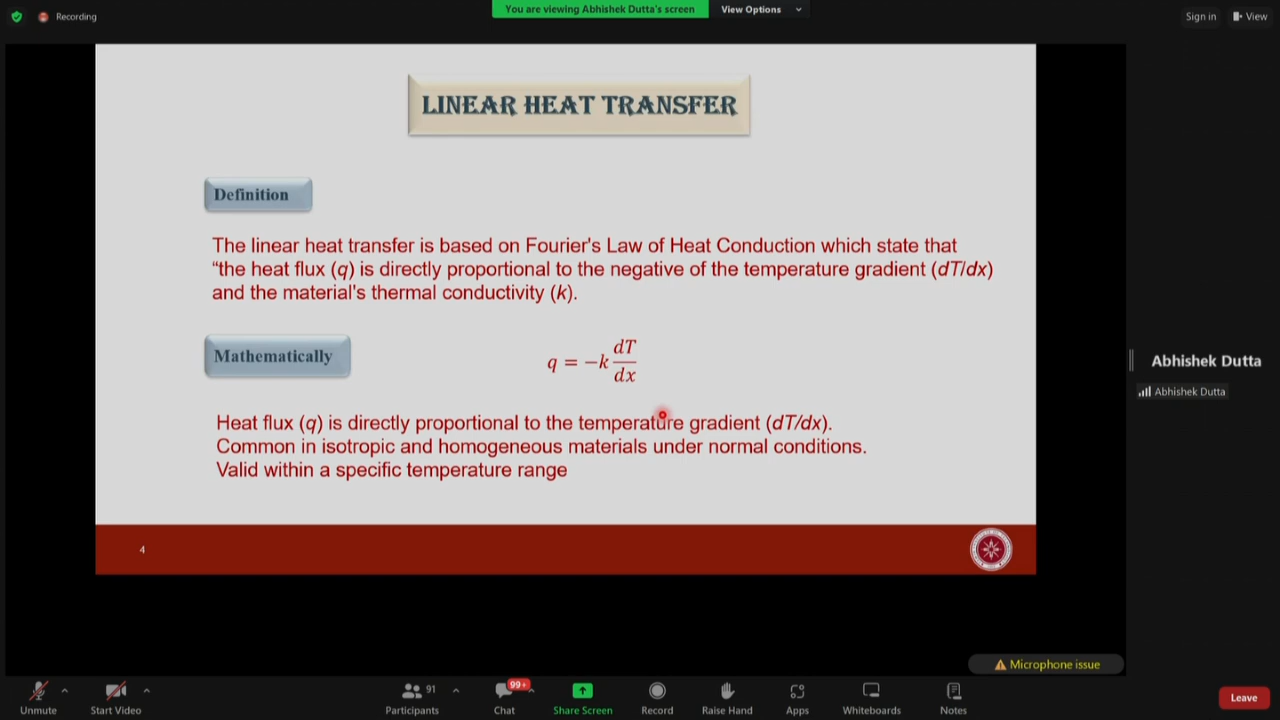 You are viewing Abhishek Dutta's screen View Options
Recording
Sign in View
LINEAR HEAT TRANSFER
Definition
The linear heat transfer is based on Fourier's Law of Heat Conduction which state that
“the heat flux (q) is directly proportional to the negative of the temperature gradient (dT/dx)
and the material's thermal conductivity (k).
Mathematically
q = −k dT/dx
Heat flux (q) is directly proportional to the temperature gradient (dT/dx).
Common in isotropic and homogeneous materials under normal conditions.
Valid within a specific temperature range
4
Abhishek Dutta
Abhishek Dutta
Microphone issue
91
99+
Unmute Start Video Participants Chat Share Screen Record Raise Hand Apps Whiteboards Notes Leave